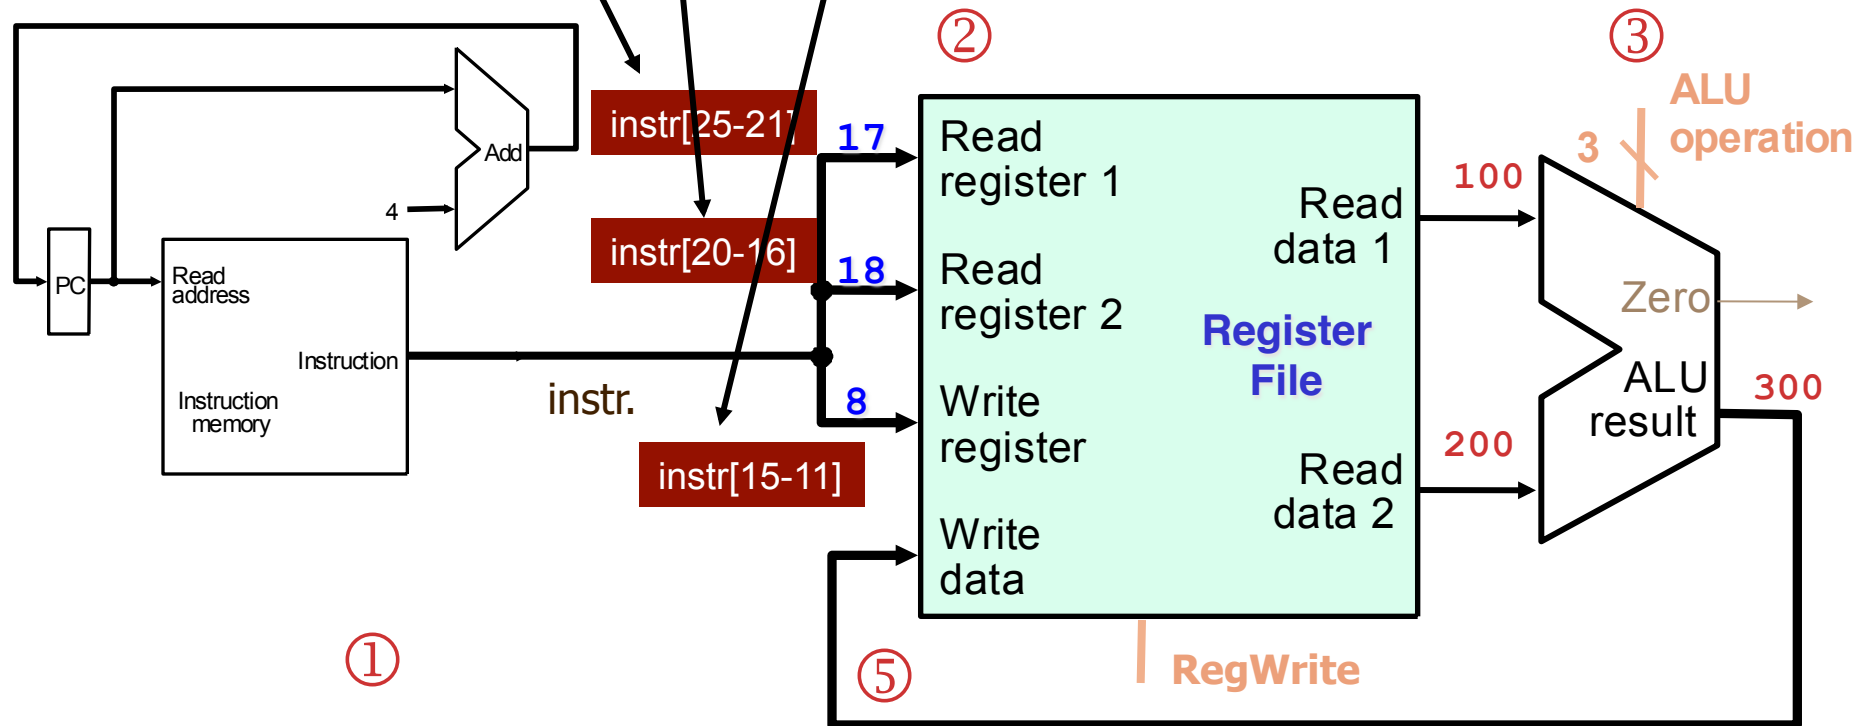 ②
③
ALU
operation
3
instr[25-21]
17
Read
register 1
100
Add
Read
data 1
4
instr[20-16]
18
Read
register 2
PC
Read
address
Zero
Register
File
Instruction
instr.
8
Write
register
ALU
result
300
Instruction
memory
200
instr[15-11]
Read
data 2
Write
data
①
⑤
RegWrite